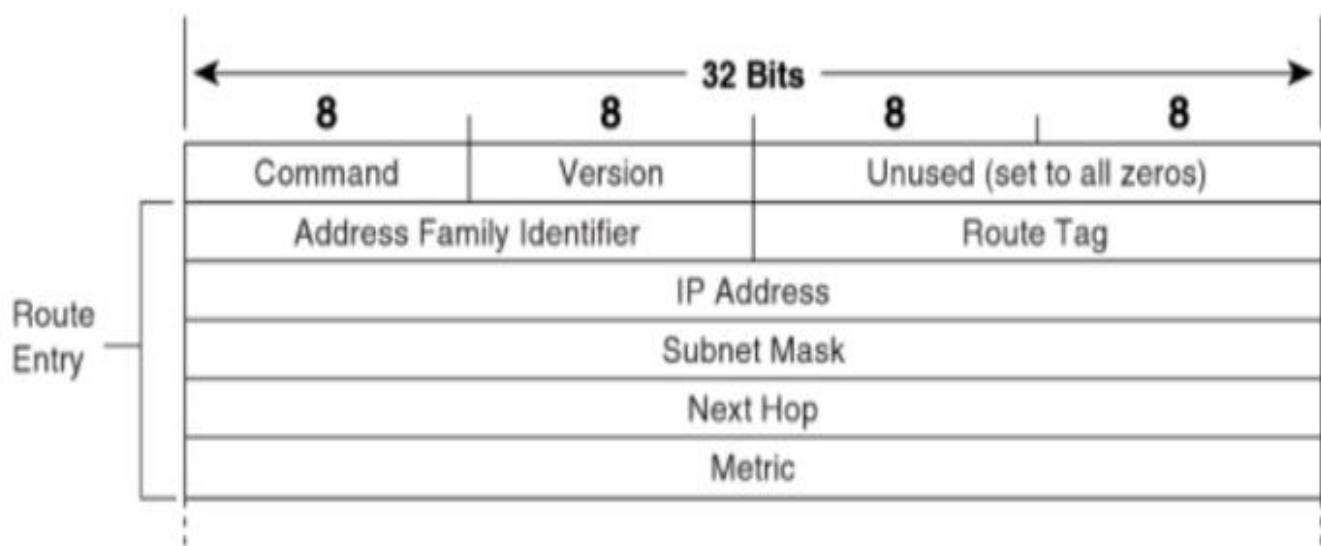 32 Bits
8 8 8 8
Command Version Unused (set to all zeros)
Address Family Identifier Route Tag
IP Address
Route
Entry
Subnet Mask
Next Hop
Metric